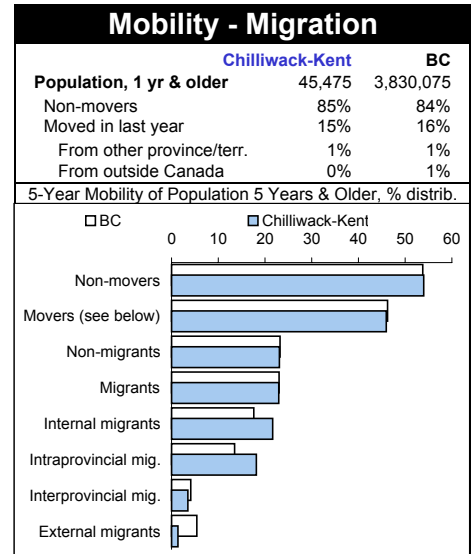 Mobility - Migration
Chilliwack-Kent BC
Population, 1 yr & older 45,475 3,830,075
Non-movers 85% 84%
Moved in last year 15% 16%
From other province/terr. 1% 1%
From outside Canada 0% 1%
5-Year Mobility of Population 5 Years & Older, % distrib.
BC Chilliwack-Kent
0 10 20 30 40 50 60
Non-movers
Movers (see below)
Non-migrants
Migrants
Internal migrants
Intraprovincial mig.
Interprovincial mig.
External migrants